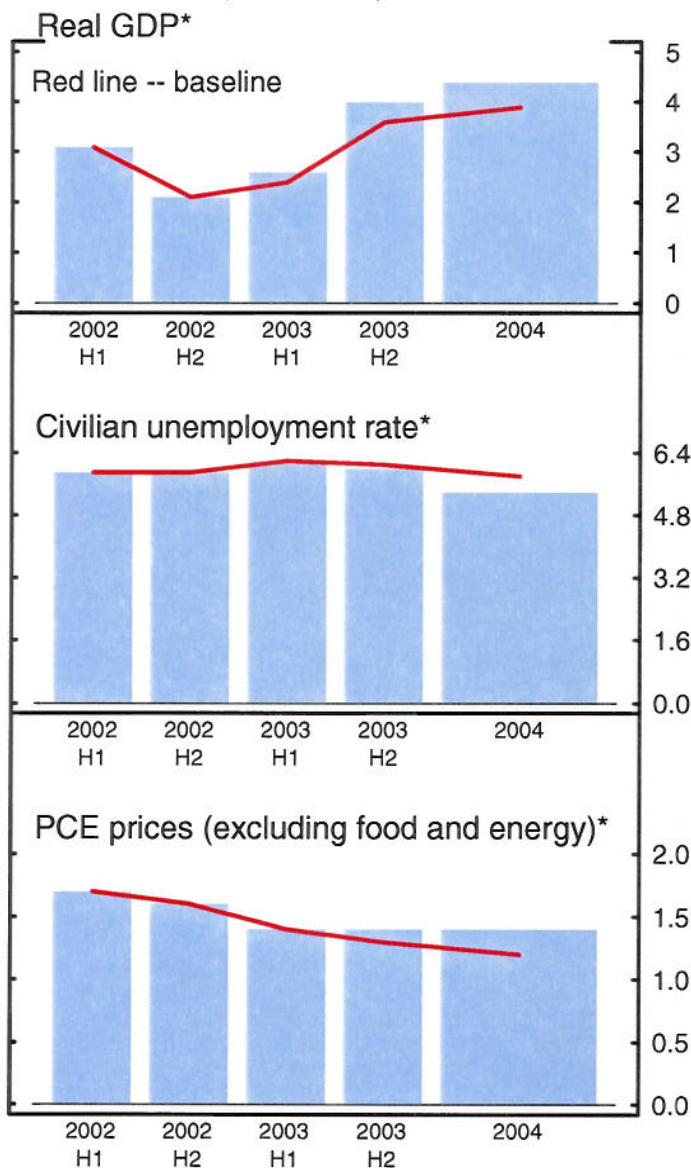 Real GDP*
Red line -- baseline
5
4
3
2
1
0
2002 2002 2003 2003 2004
H1 H2 H1 H2
Civilian unemployment rate*
6.4
4.8
3.2
1.6
0.0
2002 2002 2003 2003 2004
H1 H2 H1 H2
PCE prices (excluding food and energy)*
2.0
1.5
1.0
0.5
0.0
2002 2002 2003 2003 2004
H1 H2 H1 H2